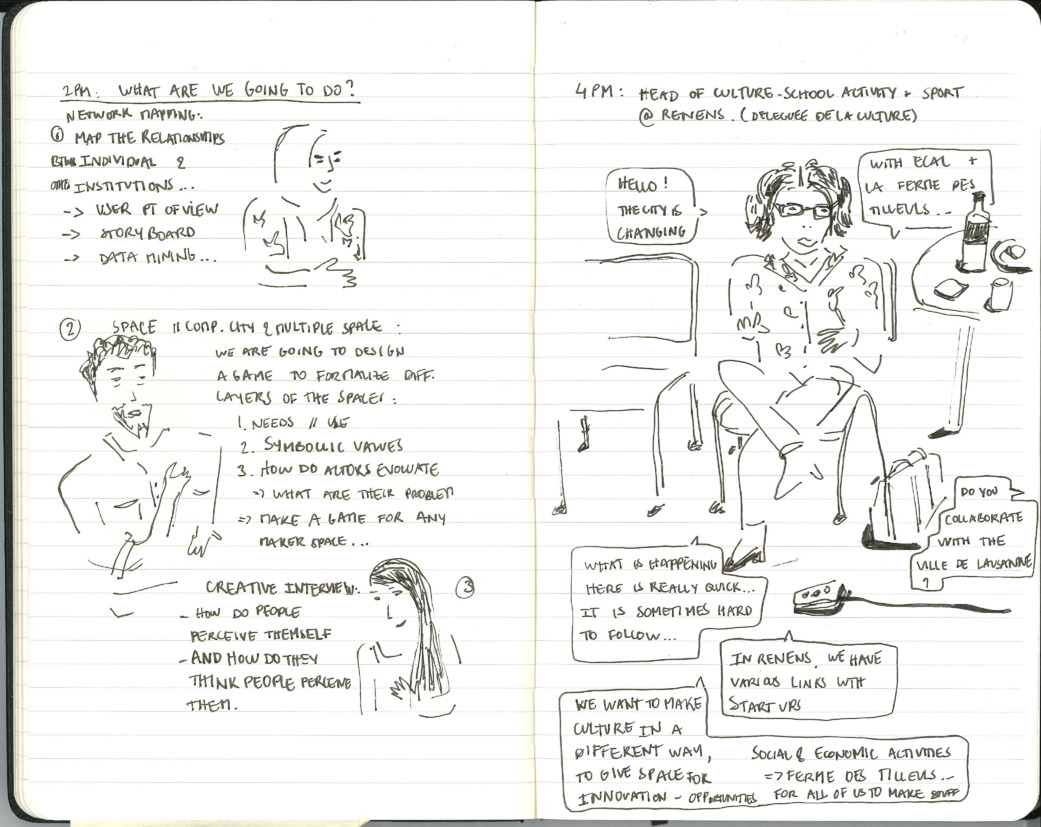 2PM: WHAT ARE WE GOING TO DO?
NETWORK MAPPING:
① MAP THE RELATIONSHIPS
INDIVIDUAL &
INSTITUTIONS...
-> USER PT OF VIEW
-> STORYBOARD
-> DATA MINING...
② SPACE // COMP. CITY & MULTIPLE SPACE :
WE ARE GOING TO DESIGN
A GAME TO FORMALIZE DIFF.
LAYERS OF THE SPACES :
1. NEEDS // USE
2. SYMBOLIC VALUES
3. HOW DO ACTORS EVOLUATE
=> WHAT ARE THEIR PROBLEM
=> MAKE A GAME FOR ANY
MAKER SPACE...
CREATIVE INTERVIEW: ③
- HOW DO PEOPLE
PERCEIVE THEMSELF
- AND HOW DO THEY
THINK PEOPLE PERCEIVE
THEM.
4PM: HEAD OF CULTURE-SCHOOL ACTIVITY + SPORT
@ RENENS. (DELEGUEE DE LA CULTURE)
HELLO!
THE CITY IS
CHANGING
WITH ECAL +
LA FERME DES
TILLEULS...
DO YOU
COLLABORATE
WITH THE
VILLE DE LAUSANNE
?
WHAT IS HAPPENING
HERE IS REALLY QUICK...
IT IS SOMETIMES HARD
TO FOLLOW...
IN RENENS, WE HAVE
VARIOUS LINKS WITH
START UPS
WE WANT TO MAKE
CULTURE IN A
DIFFERENT WAY,
TO GIVE SPACE FOR
INNOVATION - OPPORTUNITIES
SOCIAL & ECONOMIC ACTIVITIES
=> FERME DES TILLEULS...
FOR ALL OF US TO MAKE STUFF